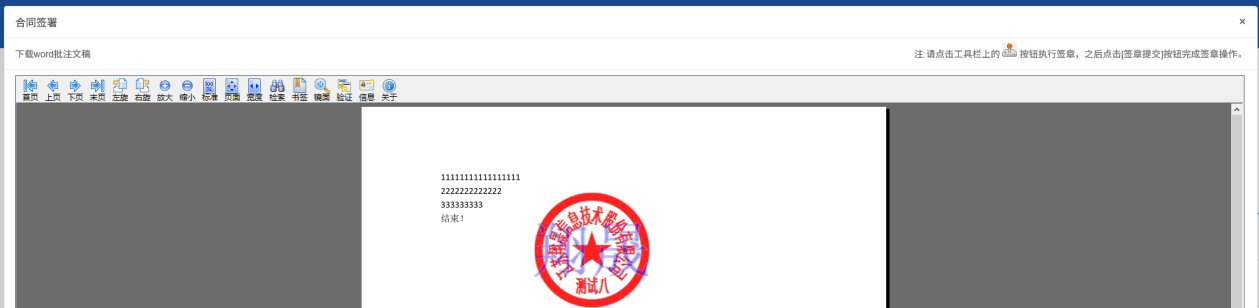 合同签署 ×
下载word批注文稿
注:请点击工具栏上的 按钮执行签章，之后点击[签章提交]按钮完成签章操作。
首页 上页 下页 末页 左旋 右旋 放大 缩小 标准 页面 宽度 检索 书签 镜面 验证 信息 关于
11111111111111111
2222222222222
333333333
结束!
测试八